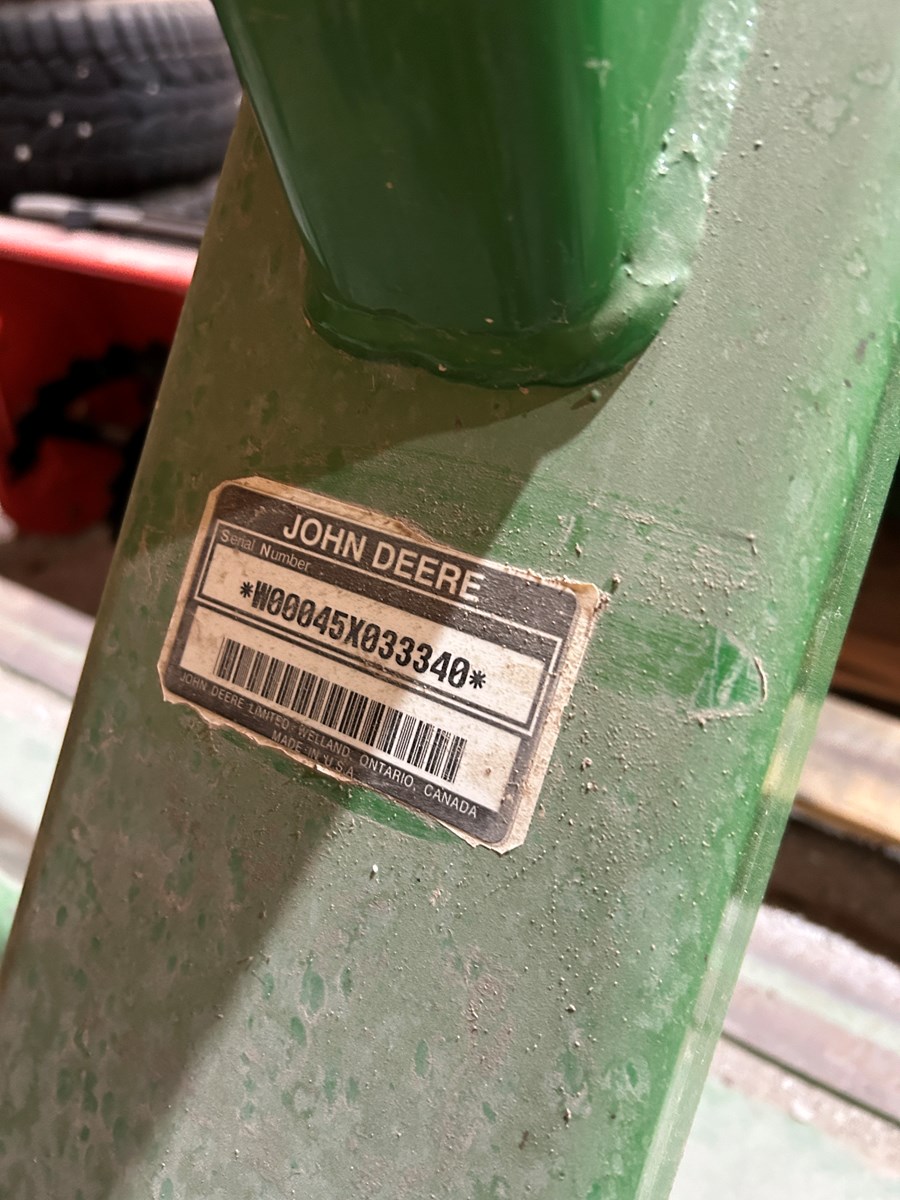 JOHN DEERE
Serial Number
*W00045X033340*
JOHN DEERE LIMITED WELLAND, ONTARIO, CANADA
MADE IN U.S.A.